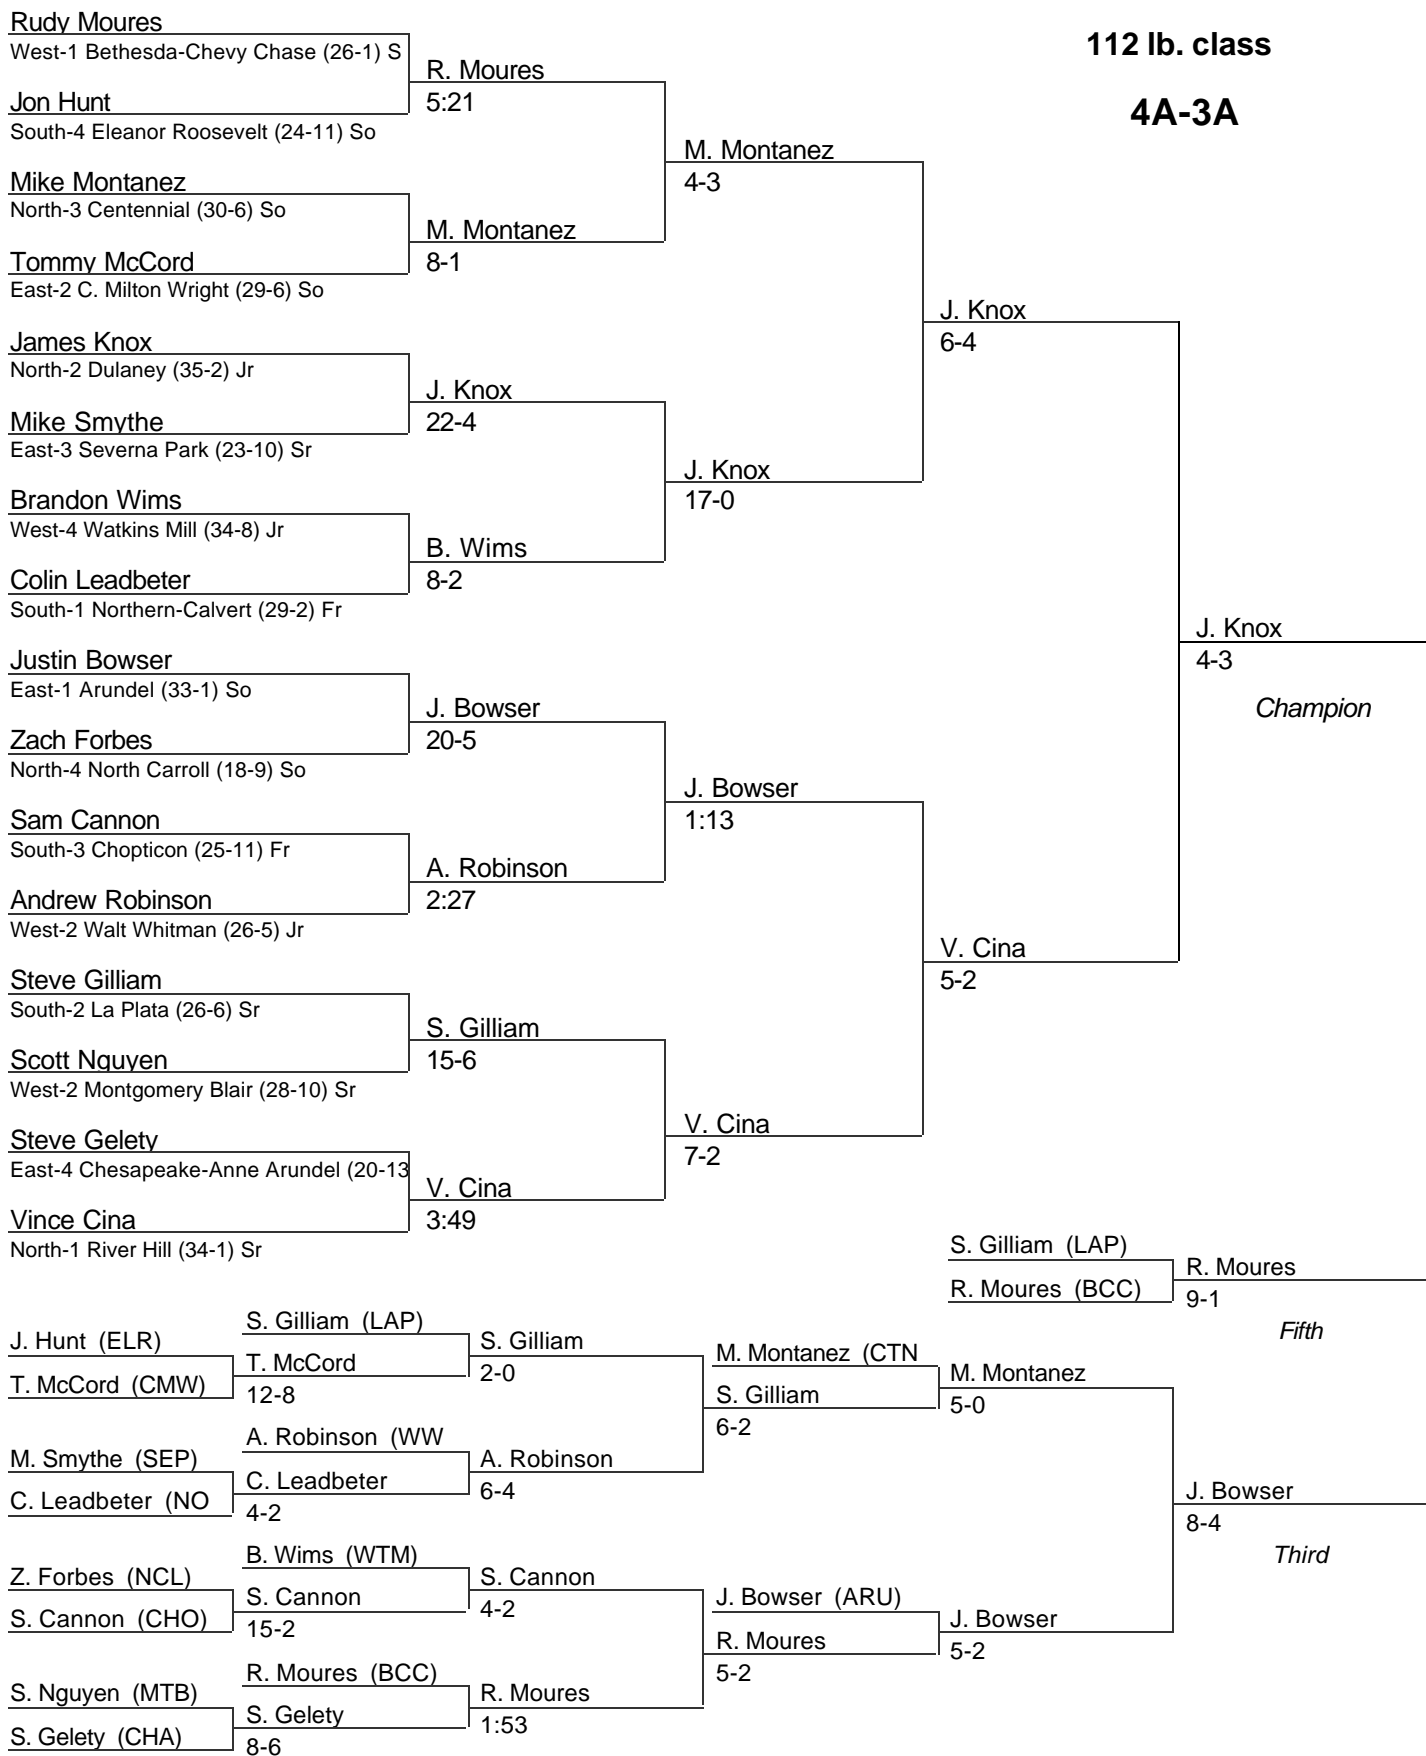 Rudy Moures
West-1 Bethesda-Chevy Chase (26-1) S
Jon Hunt
South-4 Eleanor Roosevelt (24-11) So
Mike Montanez
North-3 Centennial (30-6) So
Tommy McCord
East-2 C. Milton Wright (29-6) So
James Knox
North-2 Dulaney (35-2) Jr
Mike Smythe
East-3 Severna Park (23-10) Sr
Brandon Wims
West-4 Watkins Mill (34-8) Jr
Colin Leadbeter
South-1 Northern-Calvert (29-2) Fr
Justin Bowser
East-1 Arundel (33-1) So
Zach Forbes
North-4 North Carroll (18-9) So
Sam Cannon
South-3 Chopticon (25-11) Fr
Andrew Robinson
West-2 Walt Whitman (26-5) Jr
Steve Gilliam
South-2 La Plata (26-6) Sr
Scott Nguyen
West-2 Montgomery Blair (28-10) Sr
Steve Gelety
East-4 Chesapeake-Anne Arundel (20-13
Vince Cina
North-1 River Hill (34-1) Sr
R. Moures
5:21
M. Montanez
8-1
J. Knox
22-4
B. Wims
8-2
J. Bowser
20-5
A. Robinson
2:27
S. Gilliam
15-6
V. Cina
3:49
M. Montanez
4-3
J. Knox
17-0
J. Bowser
1:13
V. Cina
7-2
J. Knox
6-4
V. Cina
5-2
112 lb. class
4A-3A
J. Knox
4-3
Champion
S. Gilliam (LAP)
R. Moures (BCC)
R. Moures
9-1
Fifth
J. Hunt (ELR)
T. McCord (CMW)
M. Smythe (SEP)
C. Leadbeter (NO
Z. Forbes (NCL)
S. Cannon (CHO)
S. Nguyen (MTB)
S. Gelety (CHA)
S. Gilliam (LAP)
T. McCord
12-8
A. Robinson (WW
C. Leadbeter
4-2
B. Wims (WTM)
S. Cannon
15-2
R. Moures (BCC)
S. Gelety
8-6
S. Gilliam
2-0
A. Robinson
6-4
S. Cannon
4-2
R. Moures
1:53
M. Montanez (CTN
S. Gilliam
6-2
J. Bowser (ARU)
R. Moures
5-2
M. Montanez
5-0
J. Bowser
5-2
J. Bowser
8-4
Third